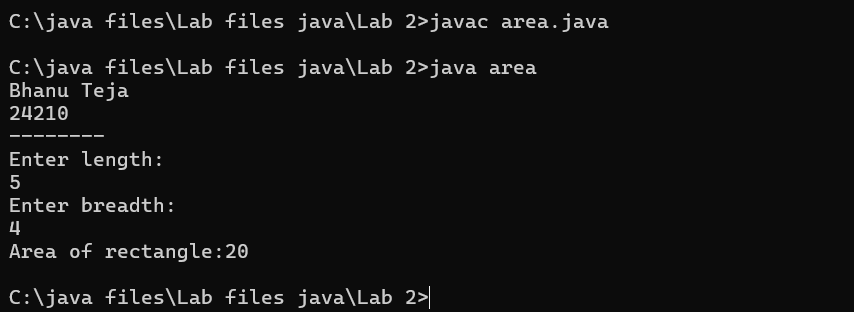 C:\java files\Lab files java\Lab 2>javac area.java
C:\java files\Lab files java\Lab 2>java area
Bhanu Teja
24210
--------
Enter length:
5
Enter breadth:
4
Area of rectangle:20
C:\java files\Lab files java\Lab 2>